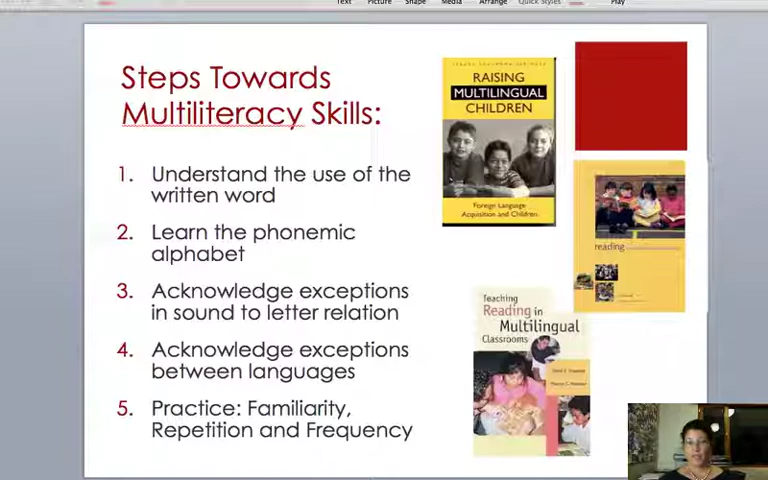 Text Picture Shape Media Arrange Quick Styles Play
Steps Towards
Multiliteracy Skills:
1. Understand the use of the
written word
2. Learn the phonemic
alphabet
3. Acknowledge exceptions
in sound to letter relation
4. Acknowledge exceptions
between languages
5. Practice: Familiarity,
Repetition and Frequency
RAISING
MULTILINGUAL
CHILDREN
Foreign Language
Acquisition and Children
reading
Teaching
Reading in
Multilingual
Classrooms